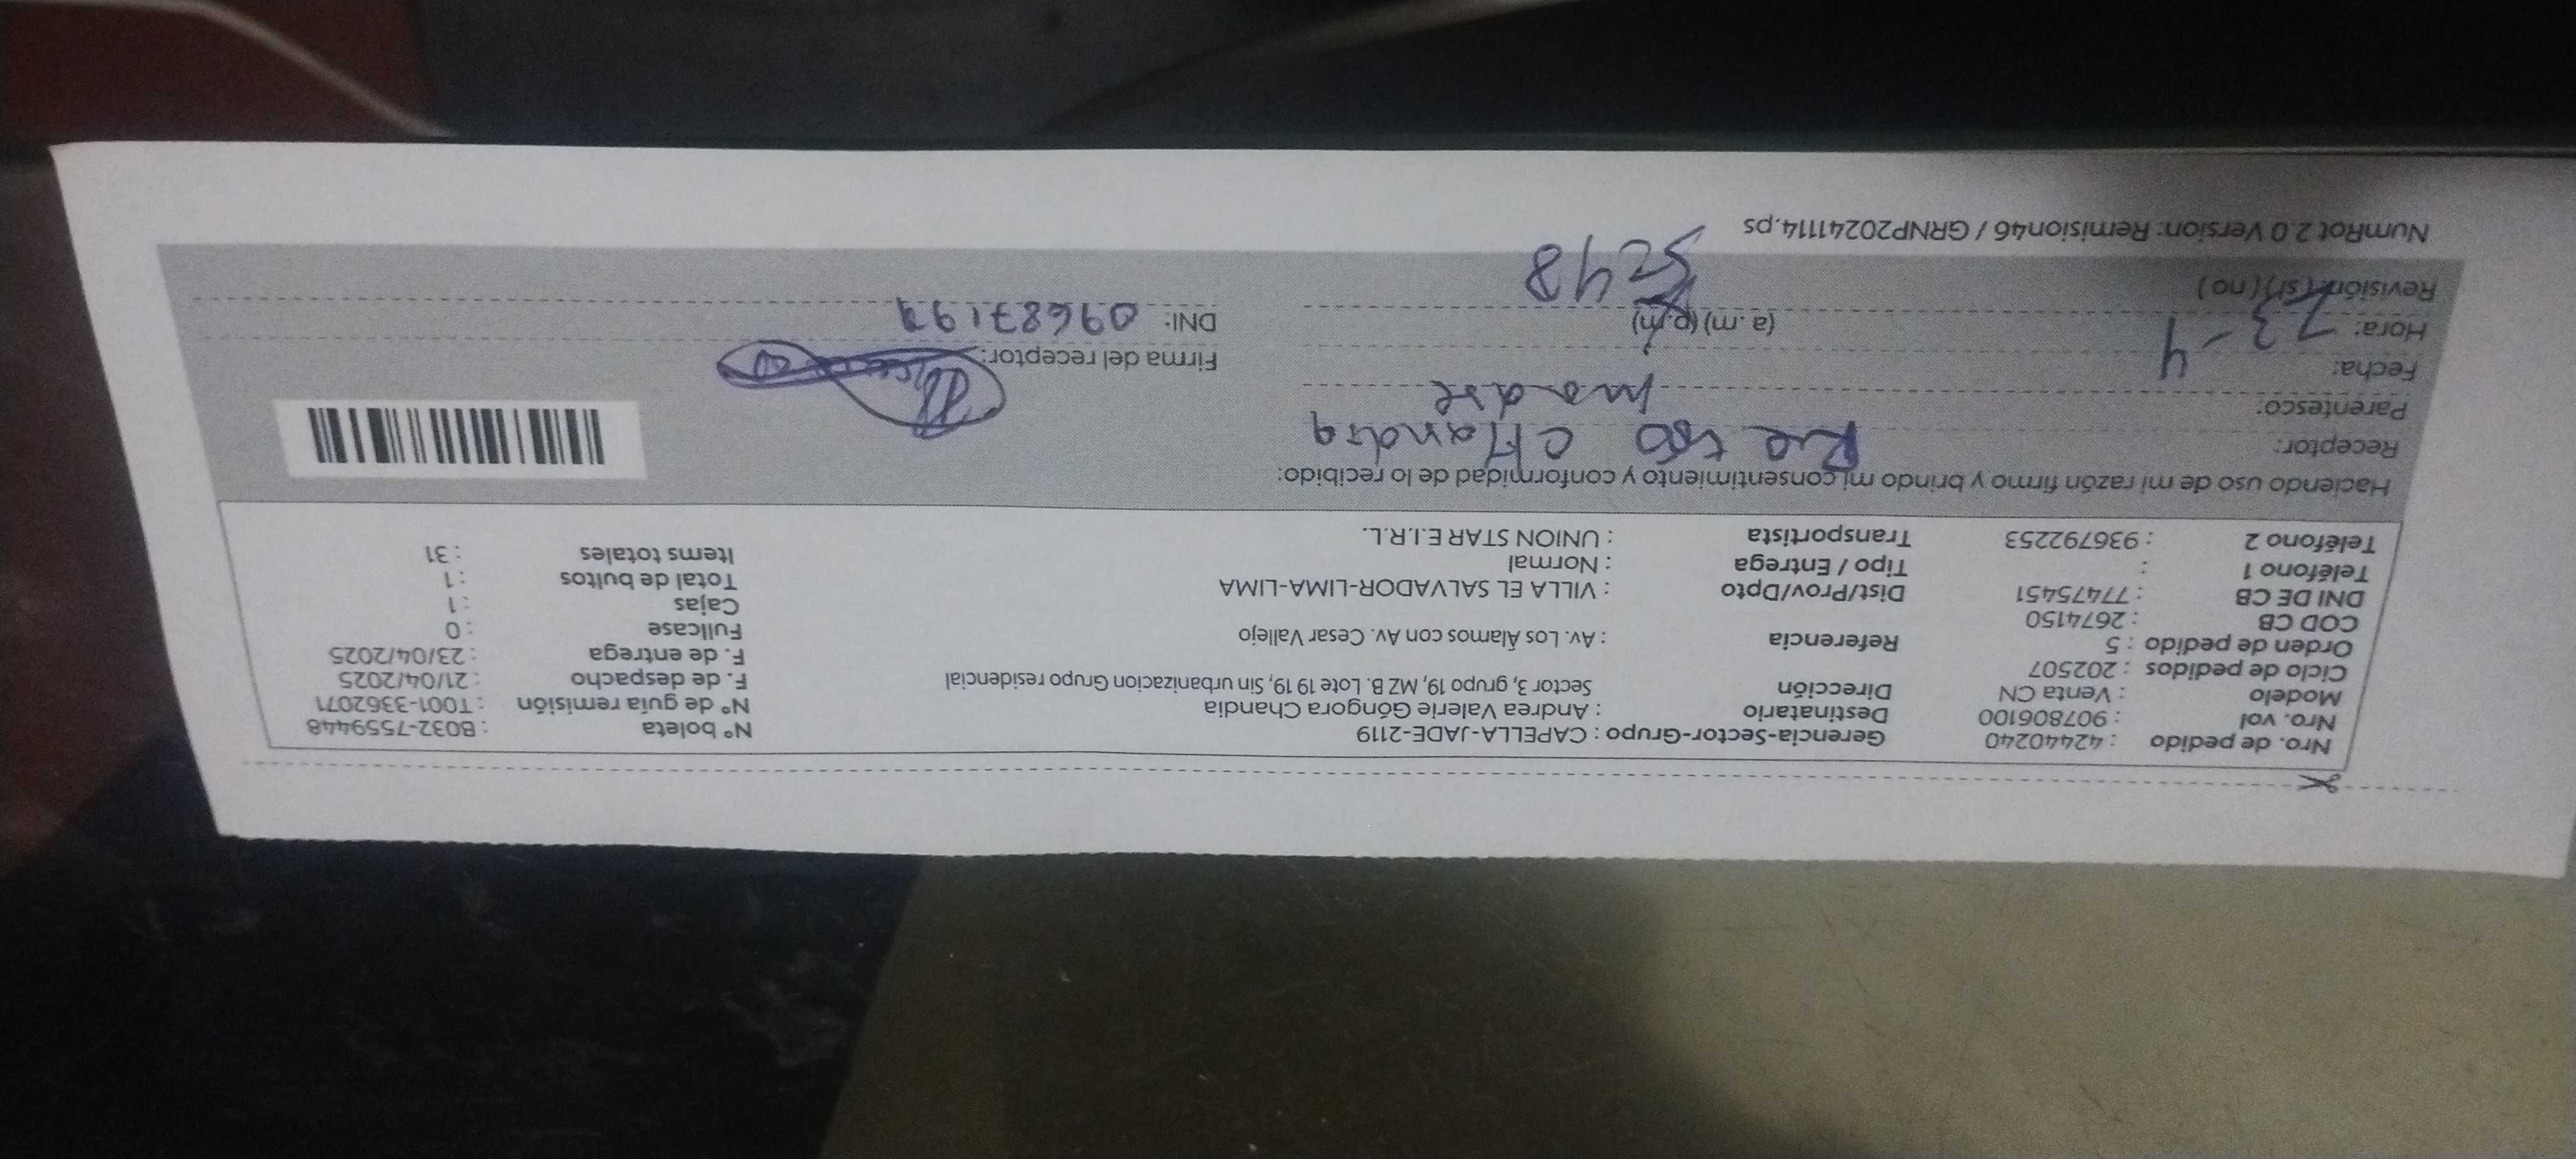 Nro. de pedido : 42440240 Gerencia-Sector-Grupo : CAPELLA-JADE-2119 N° boleta : B032-7559448
Nro. vol : 907806100 Destinatario : Andrea Valerie Góngora Chandia N° de guía remisión : T001-3362071
Modelo : Venta CN Dirección Sector 3, grupo 19, MZ B. Lote 19 19, Sin urbanizacion Grupo residencial F. de despacho : 21/04/2025
Ciclo de pedidos : 202507 F. de entrega : 23/04/2025
Orden de pedido : 5 Referencia : Av. Los Álamos con Av. Cesar Vallejo Fullcase : 0
COD CB : 2674150 Cajas : 1
DNI DE CB : 77475451 Dist/Prov/Dpto : VILLA EL SALVADOR-LIMA-LIMA Total de bultos : 1
Teléfono 1 : Tipo / Entrega : Normal Items totales : 31
Teléfono 2 : 936792253 Transportista : UNION STAR E.I.R.L.
Haciendo uso de mi razón firmo y brindo mi consentimiento y conformidad de lo recibido:
Receptor: Chandia
Parentesco: madre
Fecha: Firma del receptor:
Hora: (a. m) (p. m) DNI:
Revisión: (sí) (no)
NumRot 2.0 Version: Remision46 / GRNP20241114.ps